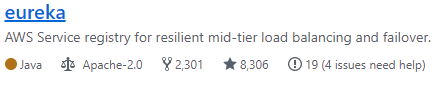 eureka
AWS Service registry for resilient mid-tier load balancing and failover.
Java Apache-2.0 2,301 8,306 19 (4 issues need help)